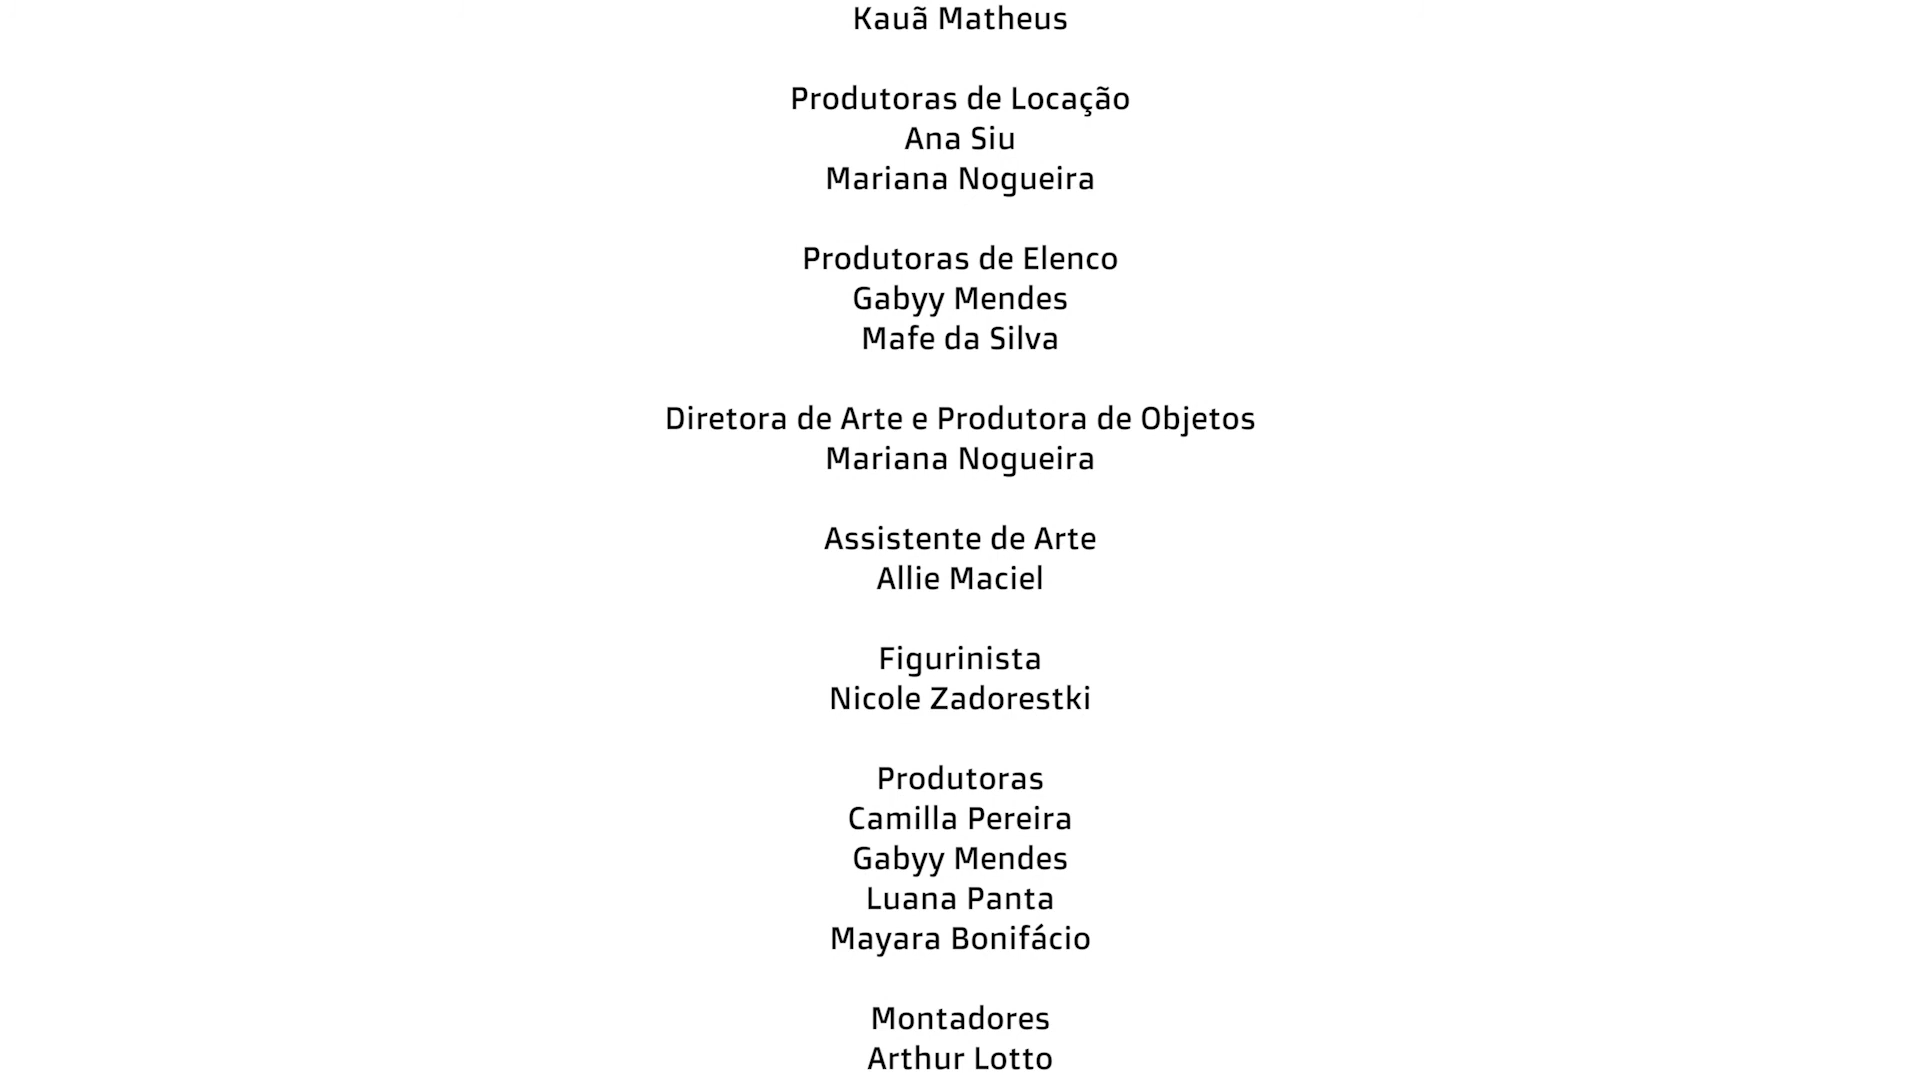 Kauã Matheus
Produtoras de Locação
Ana Siu
Mariana Nogueira
Produtoras de Elenco
Gabyy Mendes
Mafe da Silva
Diretora de Arte e Produtora de Objetos
Mariana Nogueira
Assistente de Arte
Allie Maciel
Figurinista
Nicole Zadorestki
Produtoras
Camilla Pereira
Gabyy Mendes
Luana Panta
Mayara Bonifácio
Montadores
Arthur Lotto